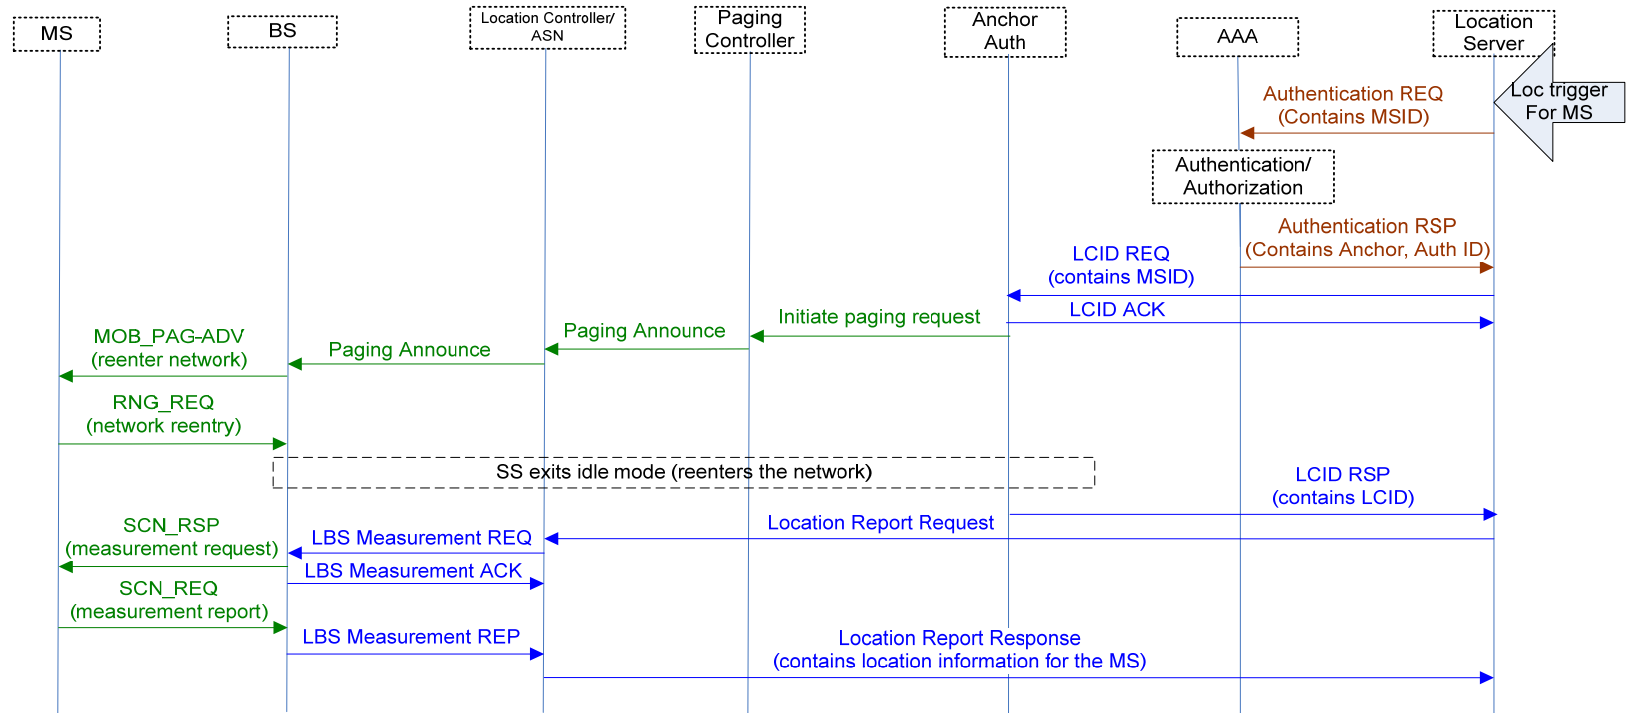 MS
BS
Location Controller/
ASN
Paging
Controller
Anchor
Auth
AAA
Location
Server
Loc trigger
For MS
Authentication REQ
(Contains MSID)
Authentication/
Authorization
Authentication RSP
(Contains Anchor, Auth ID)
LCID REQ
(contains MSID)
LCID ACK
Initiate paging request
Paging Announce
Paging Announce
MOB_PAG-ADV
(reenter network)
RNG_REQ
(network reentry)
SS exits idle mode (reenters the network)
LCID RSP
(contains LCID)
Location Report Request
LBS Measurement REQ
SCN_RSP
(measurement request)
LBS Measurement ACK
SCN_REQ
(measurement report)
LBS Measurement REP
Location Report Response
(contains location information for the MS)